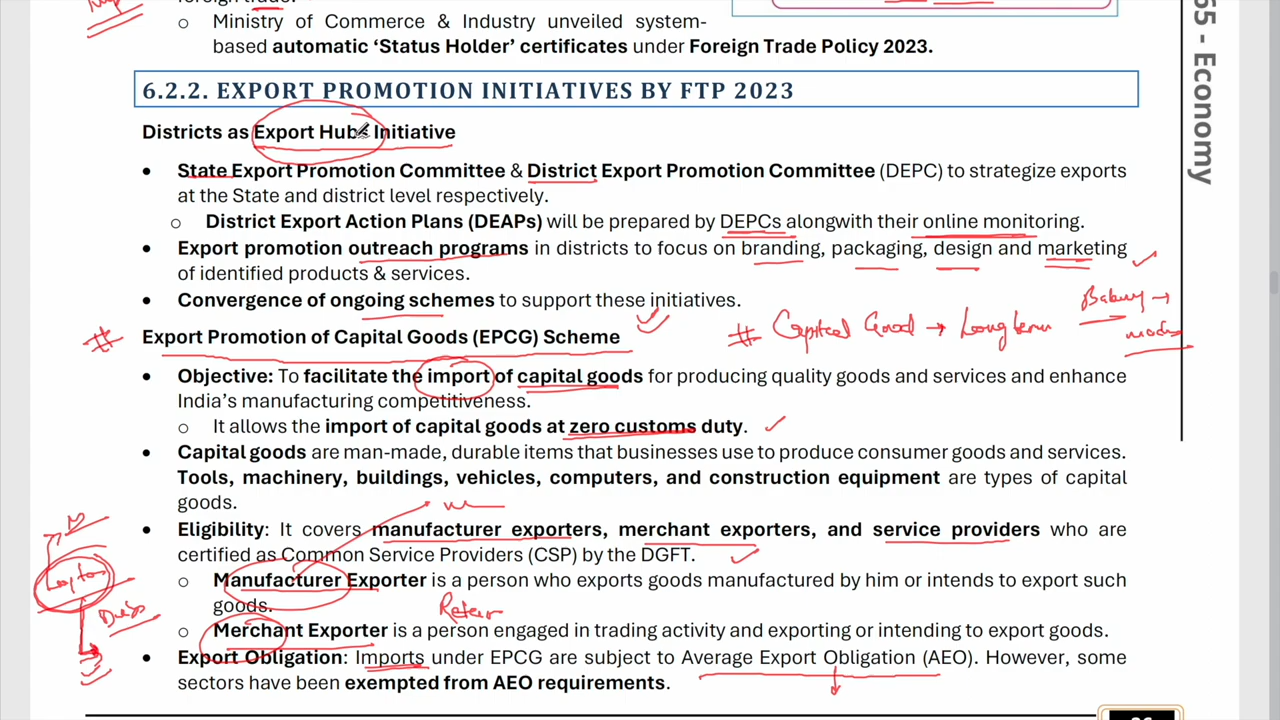 foreign trade.
○ Ministry of Commerce & Industry unveiled system-
based automatic ‘Status Holder’ certificates under Foreign Trade Policy 2023.
65 - Economy
6.2.2. EXPORT PROMOTION INITIATIVES BY FTP 2023
Districts as Export Hubs Initiative
• State Export Promotion Committee & District Export Promotion Committee (DEPC) to strategize exports
at the State and district level respectively.
○ District Export Action Plans (DEAPs) will be prepared by DEPCs alongwith their online monitoring.
• Export promotion outreach programs in districts to focus on branding, packaging, design and marketing
of identified products & services.
• Convergence of ongoing schemes to support these initiatives.
Bakery →
# Export Promotion of Capital Goods (EPCG) Scheme
# Capital Good → Long term
• Objective: To facilitate the import of capital goods for producing quality goods and services and enhance
India’s manufacturing competitiveness.
○ It allows the import of capital goods at zero customs duty.
• Capital goods are man-made, durable items that businesses use to produce consumer goods and services.
Tools, machinery, buildings, vehicles, computers, and construction equipment are types of capital
goods.
• Eligibility: It covers manufacturer exporters, merchant exporters, and service providers who are
certified as Common Service Providers (CSP) by the DGFT.
Laptop
○ Manufacturer Exporter is a person who exports goods manufactured by him or intends to export such
goods.
○ Merchant Exporter is a person engaged in trading activity and exporting or intending to export goods.
• Export Obligation: Imports under EPCG are subject to Average Export Obligation (AEO). However, some
sectors have been exempted from AEO requirements.